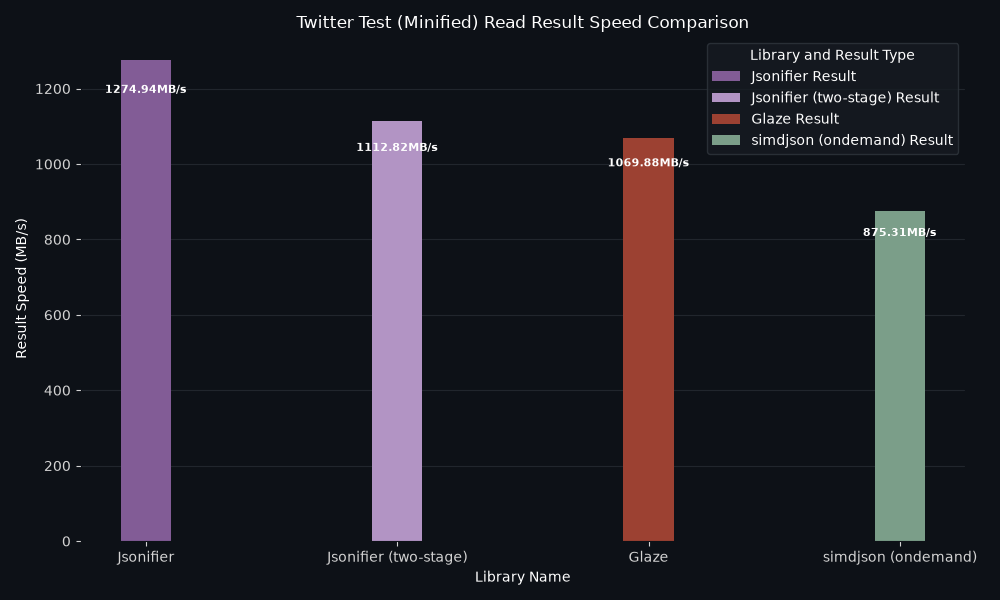 Twitter Test (Minified) Read Result Speed Comparison
Library and Result Type
Jsonifier Result
Jsonifier (two-stage) Result
Glaze Result
simdjson (ondemand) Result
Result Speed (MB/s)
1200
1000
800
600
400
200
0
1274.94MB/s
1112.82MB/s
1069.88MB/s
875.31MB/s
Jsonifier
Jsonifier (two-stage)
Glaze
simdjson (ondemand)
Library Name